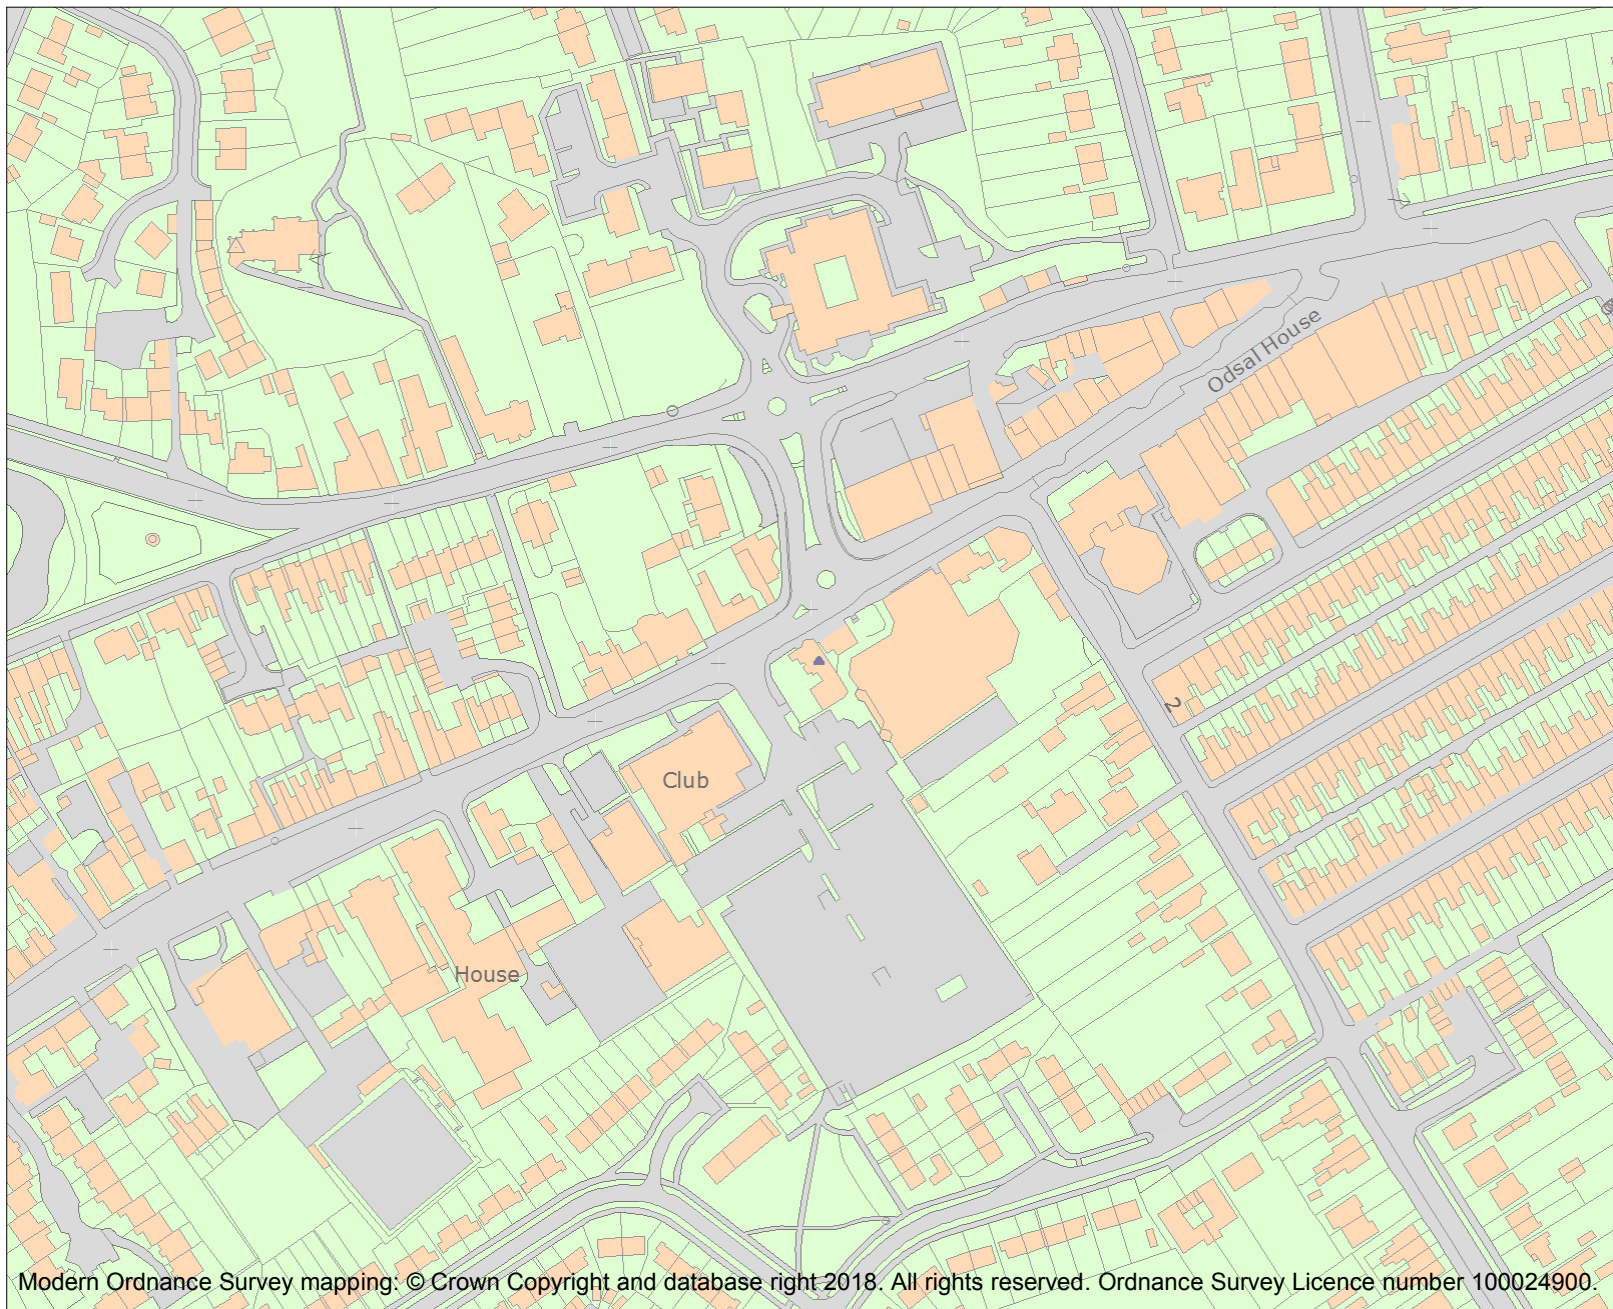 Odsal House
2
Club
House
Modern Ordnance Survey mapping: © Crown Copyright and database right 2018. All rights reserved. Ordnance Survey Licence number 100024900.